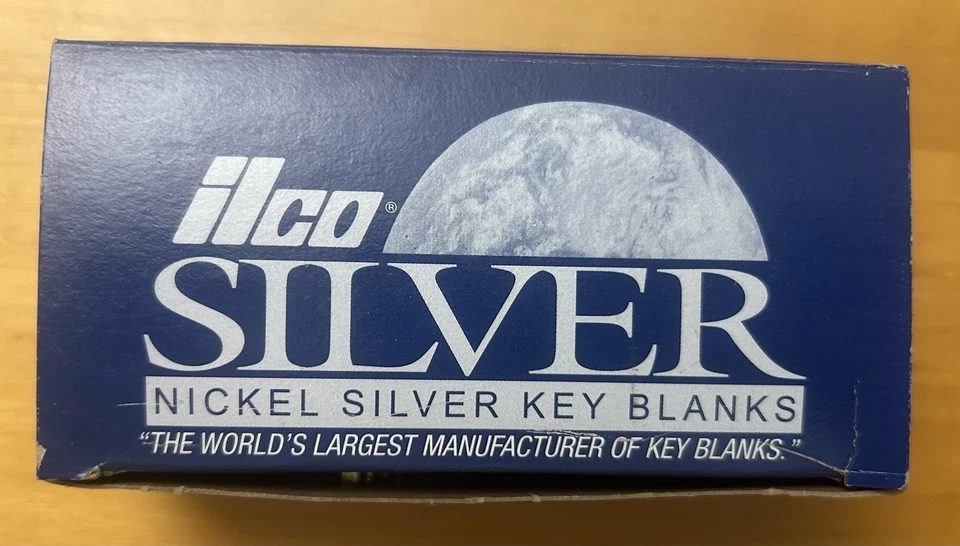 ilco®
SILVER
NICKEL SILVER KEY BLANKS
“THE WORLD’S LARGEST MANUFACTURER OF KEY BLANKS.”